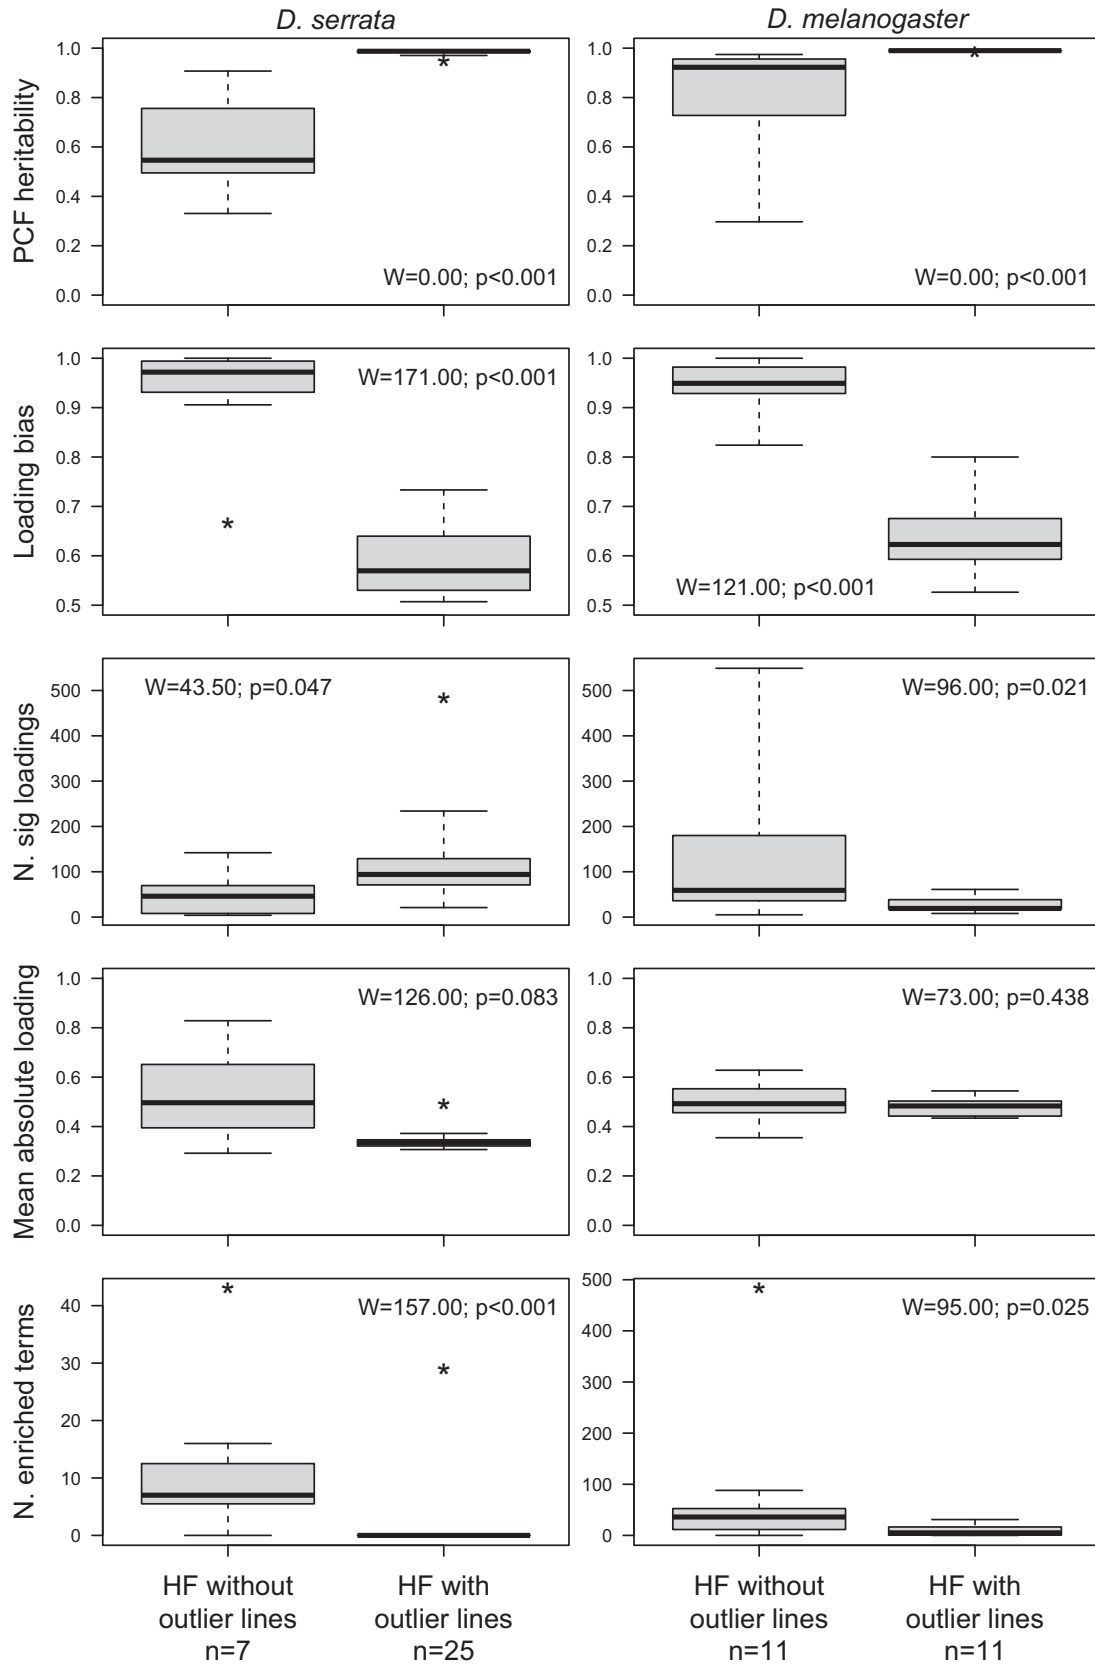 D. serrata
D. melanogaster
PCF heritability
1.0
0.8
0.6
0.4
0.2
0.0
*
W=0.00; p<0.001
1.0
0.8
0.6
0.4
0.2
0.0
*
W=0.00; p<0.001
Loading bias
1.0
0.9
0.8
0.7
0.6
0.5
*
W=171.00; p<0.001
1.0
0.9
0.8
0.7
0.6
0.5
W=121.00; p<0.001
N. sig loadings
500
400
300
200
100
0
W=43.50; p=0.047
*
500
400
300
200
100
0
W=96.00; p=0.021
Mean absolute loading
1.0
0.8
0.6
0.4
0.2
0.0
W=126.00; p=0.083
*
1.0
0.8
0.6
0.4
0.2
0.0
W=73.00; p=0.438
N. enriched terms
40
30
20
10
0
*
W=157.00; p<0.001
*
500
400
300
200
100
0
*
W=95.00; p=0.025
HF without
outlier lines
n=7
HF with
outlier lines
n=25
HF without
outlier lines
n=11
HF with
outlier lines
n=11